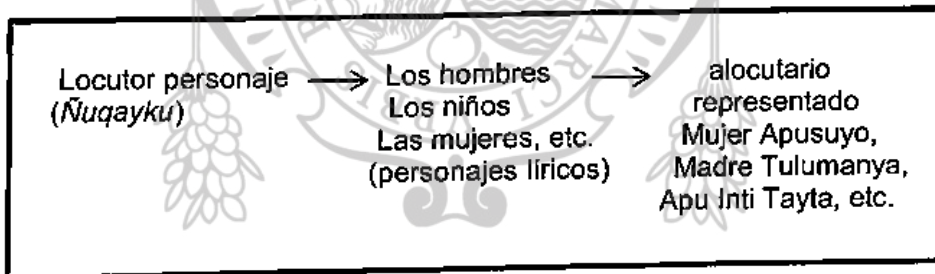 Locutor personaje → Los hombres → alocutario
(Ñuqayku) Los niños representado
Las mujeres, etc. Mujer Apusuyo,
(personajes líricos) Madre Tulumanya,
Apu Inti Tayta, etc.